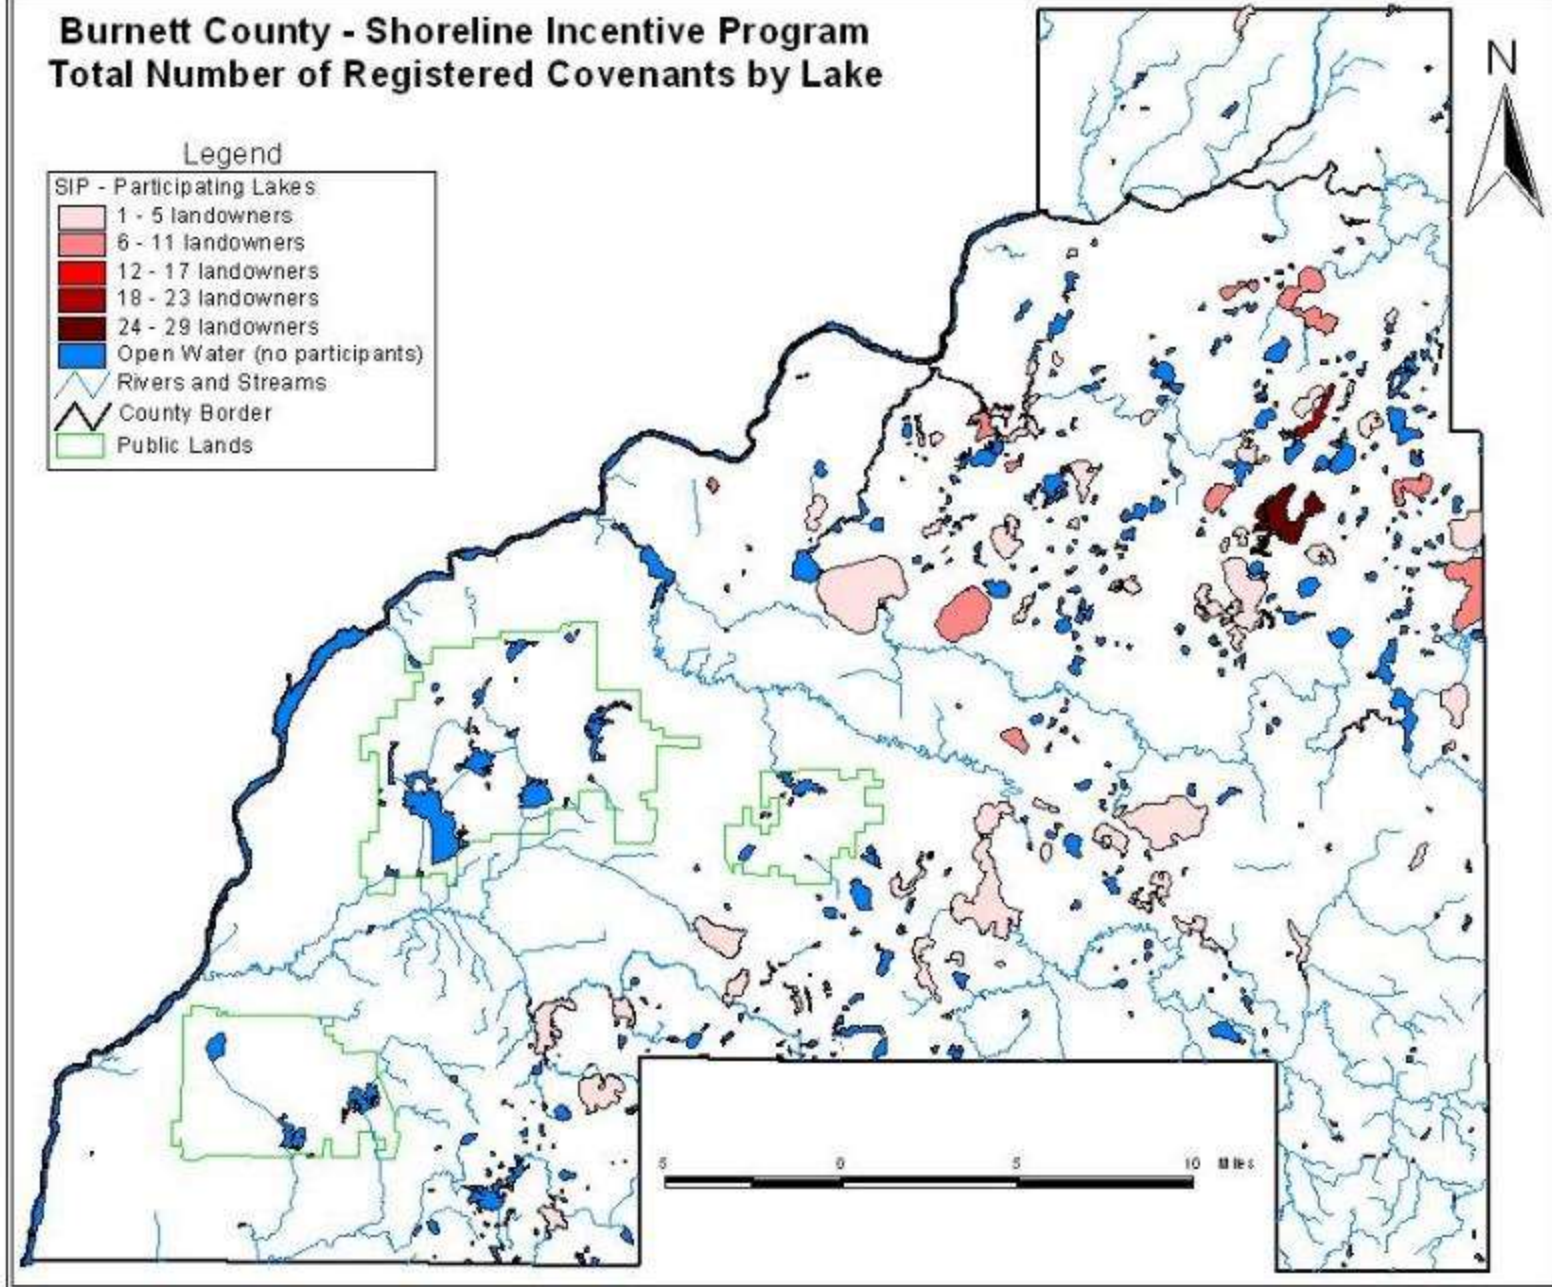 Burnett County - Shoreline Incentive Program
Total Number of Registered Covenants by Lake
N
Legend
SIP - Participating Lakes
1 - 5 landowners
6 - 11 landowners
12 - 17 landowners
18 - 23 landowners
24 - 29 landowners
Open Water (no participants)
Rivers and Streams
County Border
Public Lands
5 0 5 10 Miles